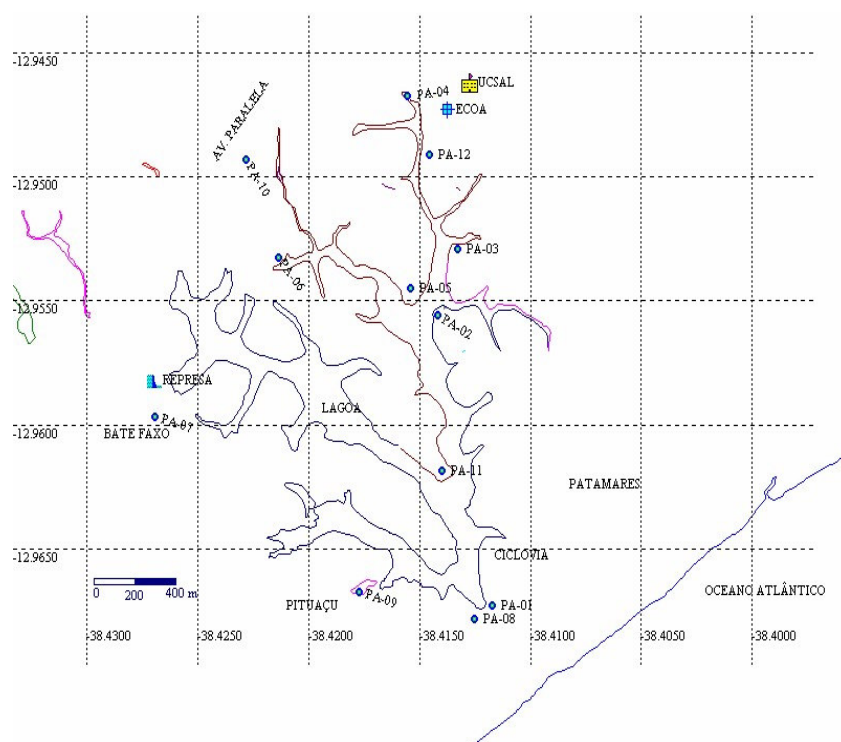 -12.9450
UCSAL
PA-04
ECOA
AV. PARALELA
PA-12
-12.9500
PA-10
PA-03
PA-06
PA-05
-12.9550
PA-02
REPRESA
LAGOA
PA-07
BATE FAXO
-12.9600
PA-11
PATAMARES
-12.9650
CICLOVIA
0 200 400 m
OCEANO ATLÂNTICO
PITUAÇU
PA-09
PA-01
PA-08
-38.4300 -38.4250 -38.4200 -38.4150 -38.4100 -38.4050 -38.4000